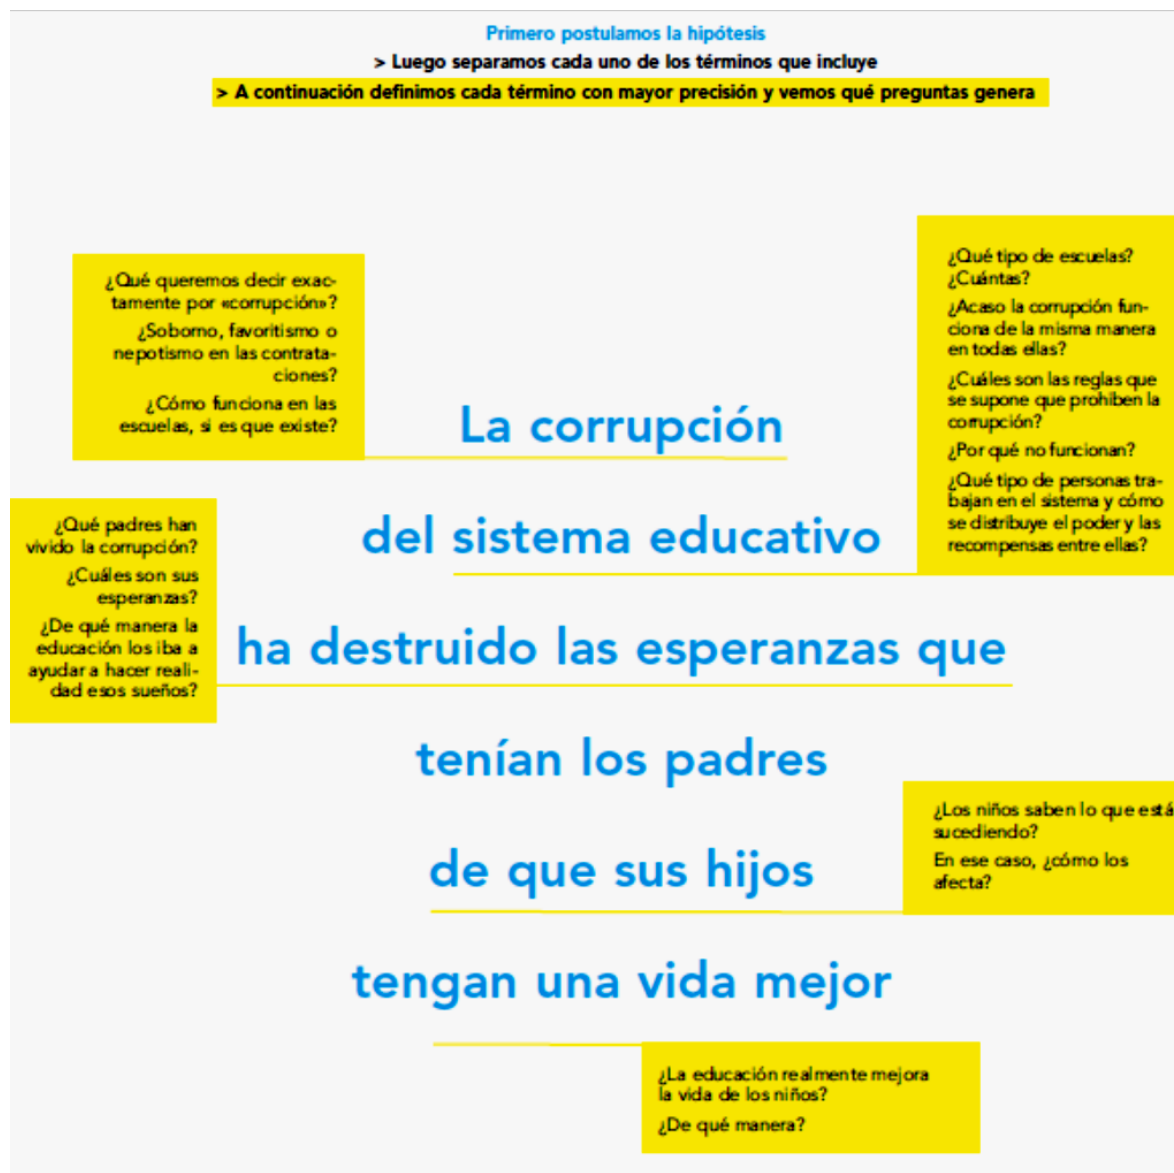 Primero postulamos la hipótesis
> Luego separamos cada uno de los términos que incluye
> A continuación definimos cada término con mayor precisión y vemos qué preguntas genera
¿Qué queremos decir exac-
tamente por «corrupción»?
¿Soborno, favoritismo o
nepotismo en las contrata-
ciones?
¿Cómo funciona en las
escuelas, si es que existe?
La corrupción
¿Qué tipo de escuelas?
¿Cuántas?
¿Acaso la corrupción fun-
ciona de la misma manera
en todas ellas?
¿Cuáles son las reglas que
se supone que prohiben la
corrupción?
¿Por qué no funcionan?
¿Qué tipo de personas tra-
bajan en el sistema y cómo
se distribuye el poder y las
recompensas entre ellas?
del sistema educativo
¿Qué padres han
vivido la corrupción?
¿Cuáles son sus
esperanzas?
¿De qué manera la
educación los iba a
ayudar a hacer reali-
dad esos sueños?
ha destruido las esperanzas que
tenían los padres
de que sus hijos
¿Los niños saben lo que está
sucediendo?
En ese caso, ¿cómo los
afecta?
tengan una vida mejor
¿La educación realmente mejora
la vida de los niños?
¿De qué manera?